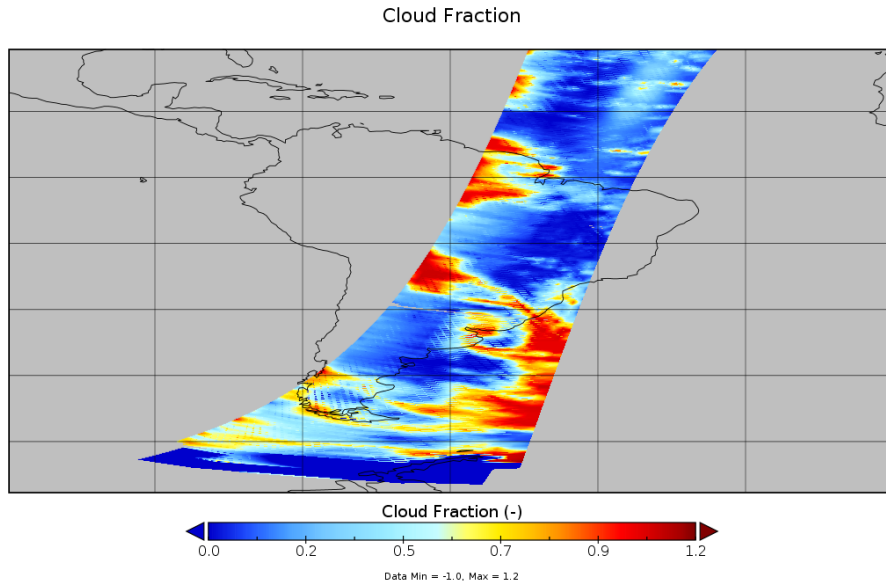 Cloud Fraction
Cloud Fraction (-)
0.0 0.2 0.5 0.7 0.9 1.2
Data Min = -1.0, Max = 1.2